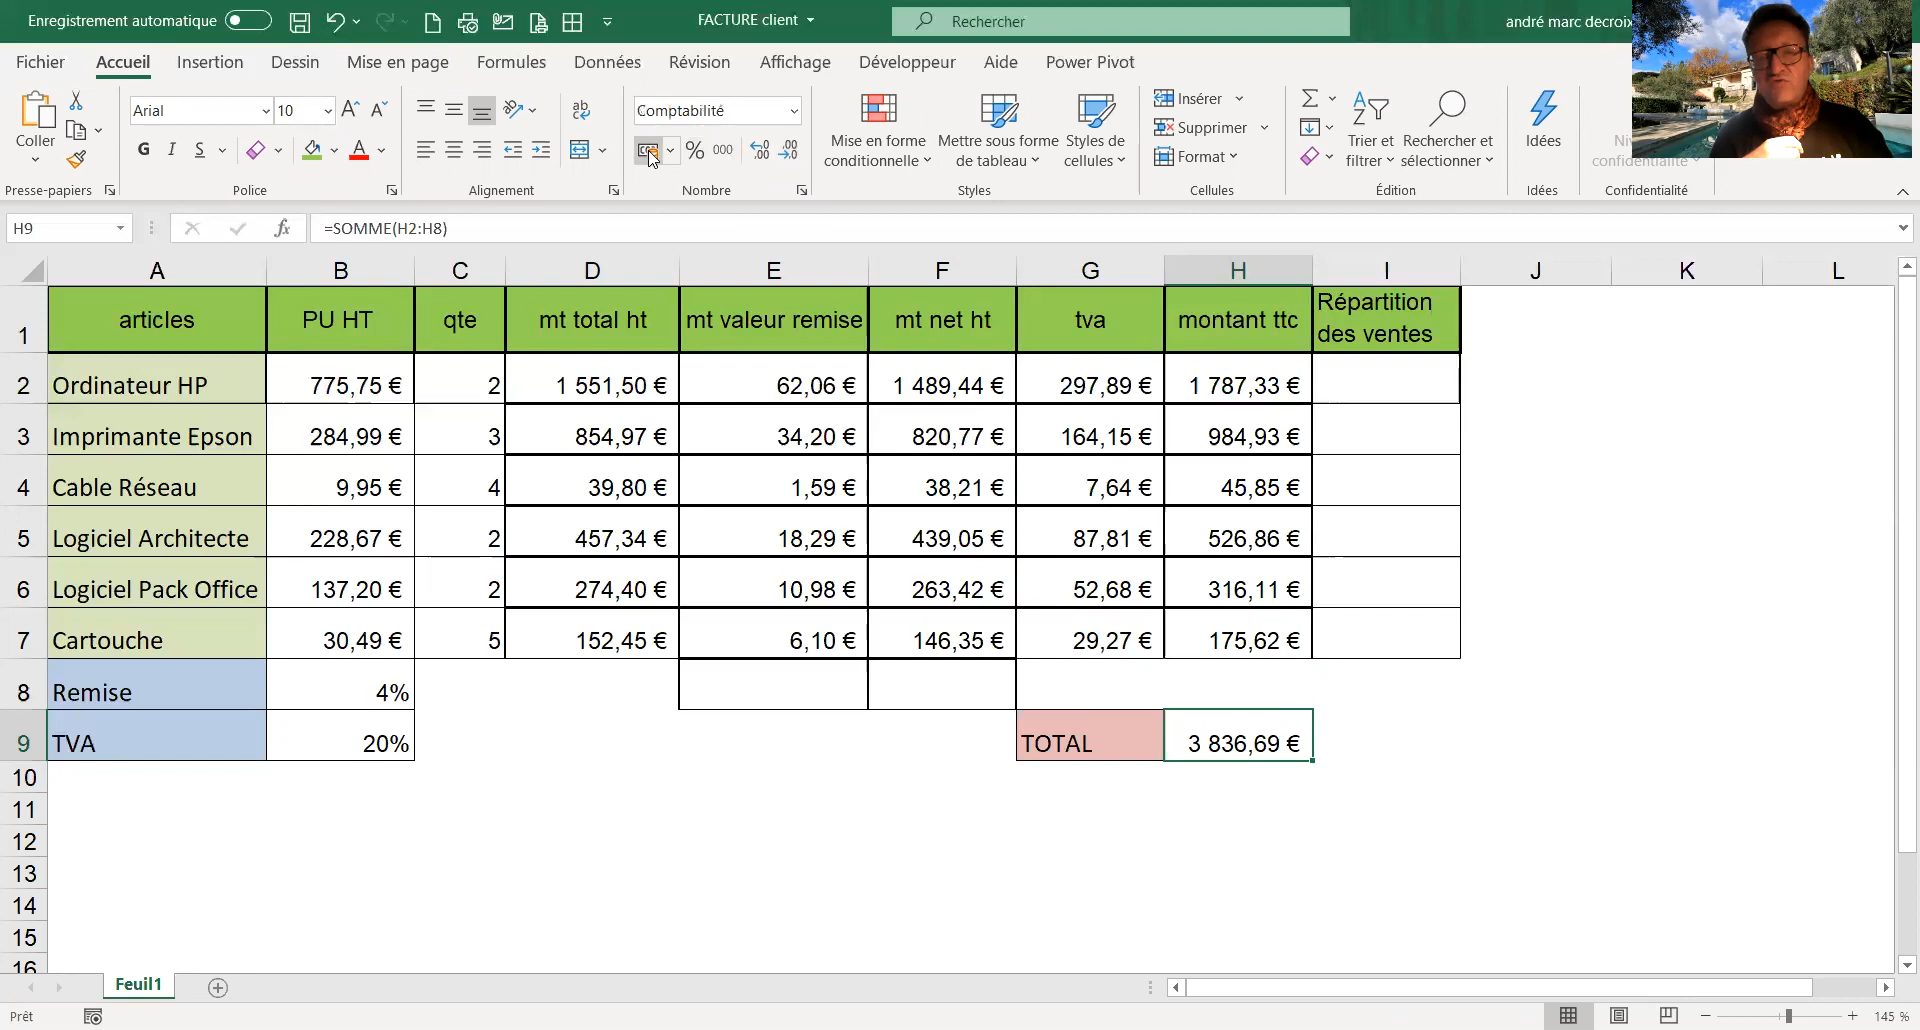 Enregistrement automatique
FACTURE client
Rechercher
andré marc decroix
Fichier Accueil Insertion Dessin Mise en page Formules Données Révision Affichage Développeur Aide Power Pivot
Coller
Presse-papiers
Arial 10
G I S
Police
Alignement
Comptabilité
% 000
Nombre
Mise en forme conditionnelle
Mettre sous forme de tableau
Styles de cellules
Styles
Insérer
Supprimer
Format
Cellules
Trier et filtrer
Rechercher et sélectionner
Édition
Idées
Idées
confidentialité
Confidentialité
H9 fx =SOMME(H2:H8)
A B C D E F G H I J K L
1 articles PU HT qte mt total ht mt valeur remise mt net ht tva montant ttc Répartition des ventes
2 Ordinateur HP 775,75 € 2 1 551,50 € 62,06 € 1 489,44 € 297,89 € 1 787,33 €
3 Imprimante Epson 284,99 € 3 854,97 € 34,20 € 820,77 € 164,15 € 984,93 €
4 Cable Réseau 9,95 € 4 39,80 € 1,59 € 38,21 € 7,64 € 45,85 €
5 Logiciel Architecte 228,67 € 2 457,34 € 18,29 € 439,05 € 87,81 € 526,86 €
6 Logiciel Pack Office 137,20 € 2 274,40 € 10,98 € 263,42 € 52,68 € 316,11 €
7 Cartouche 30,49 € 5 152,45 € 6,10 € 146,35 € 29,27 € 175,62 €
8 Remise 4%
9 TVA 20% TOTAL 3 836,69 €
10
11
12
13
14
15
16
Feuil1
Prêt
145 %